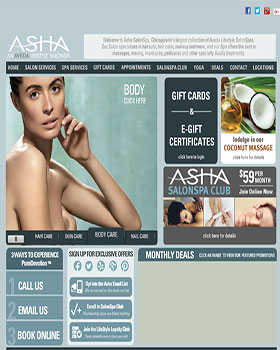 ASHA
AN AVEDA LIFESTYLE SALONSPA
Welcome to Asha SalonSpa, Chicagoland's largest collection of Aveda Lifestyle SalonSpas.
Our Salon specializes in haircuts, hair color, makeup and more, and our Spa offers the best in
massages, waxing, manicures, pedicures and other specialty Aveda treatments.
HOME SALON SERVICES SPA SERVICES GIFT CARDS APPOINTMENTS SALONSPA CLUB YOGA DEALS CONTACT LOCATIONS
BODY
CLICK HERE
GIFT CARDS
&
E-GIFT
CERTIFICATES
click here to login
Indulge in our
COCONUT MASSAGE
click here for details
ASHA
SALONSPA CLUB
$59 PER MONTH
Join Online Now
click here for details
HAIR CARE SKIN CARE BODY CARE NAIL CARE
3 WAYS TO EXPERIENCE
PureDevotion™
1 CALL US
2 EMAIL US
3 BOOK ONLINE
SIGN UP FOR EXCLUSIVE OFFERS
Opt into the Asha Email List
Enroll in SalonSpa Club
Join the LifeStyle Loyalty Club
MONTHLY DEALS
CLICK AN IMAGE TO VIEW OUR FEATURED PROMOTIONS